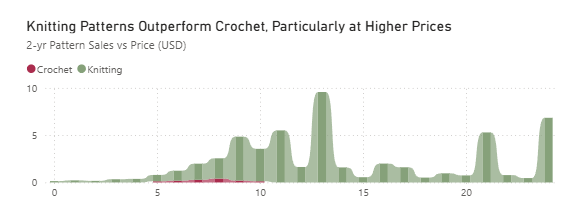 Knitting Patterns Outperform Crochet, Particularly at Higher Prices
2-yr Pattern Sales vs Price (USD)
Crochet Knitting
10
5
0
0 5 10 15 20